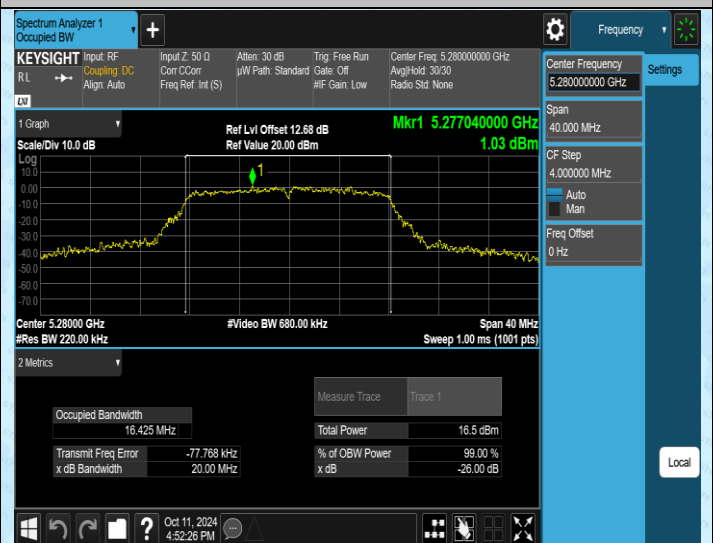 Spectrum Analyzer 1
Occupied BW
+
Frequency
KEYSIGHT
Input: RF
Input Z: 50 Ω
Atten: 30 dB
Trig: Free Run
Center Freq: 5.280000000 GHz
RL
Coupling: DC
Corr CCorr
µW Path: Standard
Gate: Off
Avg|Hold: 30/30
Align: Auto
Freq Ref: Int (S)
#IF Gain: Low
Radio Std: None
LXI
Center Frequency
5.280000000 GHz
Settings
Span
40.000 MHz
CF Step
4.000000 MHz
Auto
Man
Freq Offset
0 Hz
1 Graph
Ref Lvl Offset 12.68 dB
Mkr1 5.277040000 GHz
Scale/Div 10.0 dB
Ref Value 20.00 dBm
1.03 dBm
Log
10.0
0.00
-10.0
-20.0
-30.0
-40.0
-50.0
-60.0
-70.0
1
Center 5.28000 GHz
#Video BW 680.00 kHz
Span 40 MHz
#Res BW 220.00 kHz
Sweep 1.00 ms (1001 pts)
2 Metrics
Measure Trace
Trace 1
Occupied Bandwidth
16.425 MHz
Total Power
16.5 dBm
Transmit Freq Error
-77.768 kHz
% of OBW Power
99.00 %
x dB Bandwidth
20.00 MHz
x dB
-26.00 dB
Local
?
Oct 11, 2024
4:52:26 PM